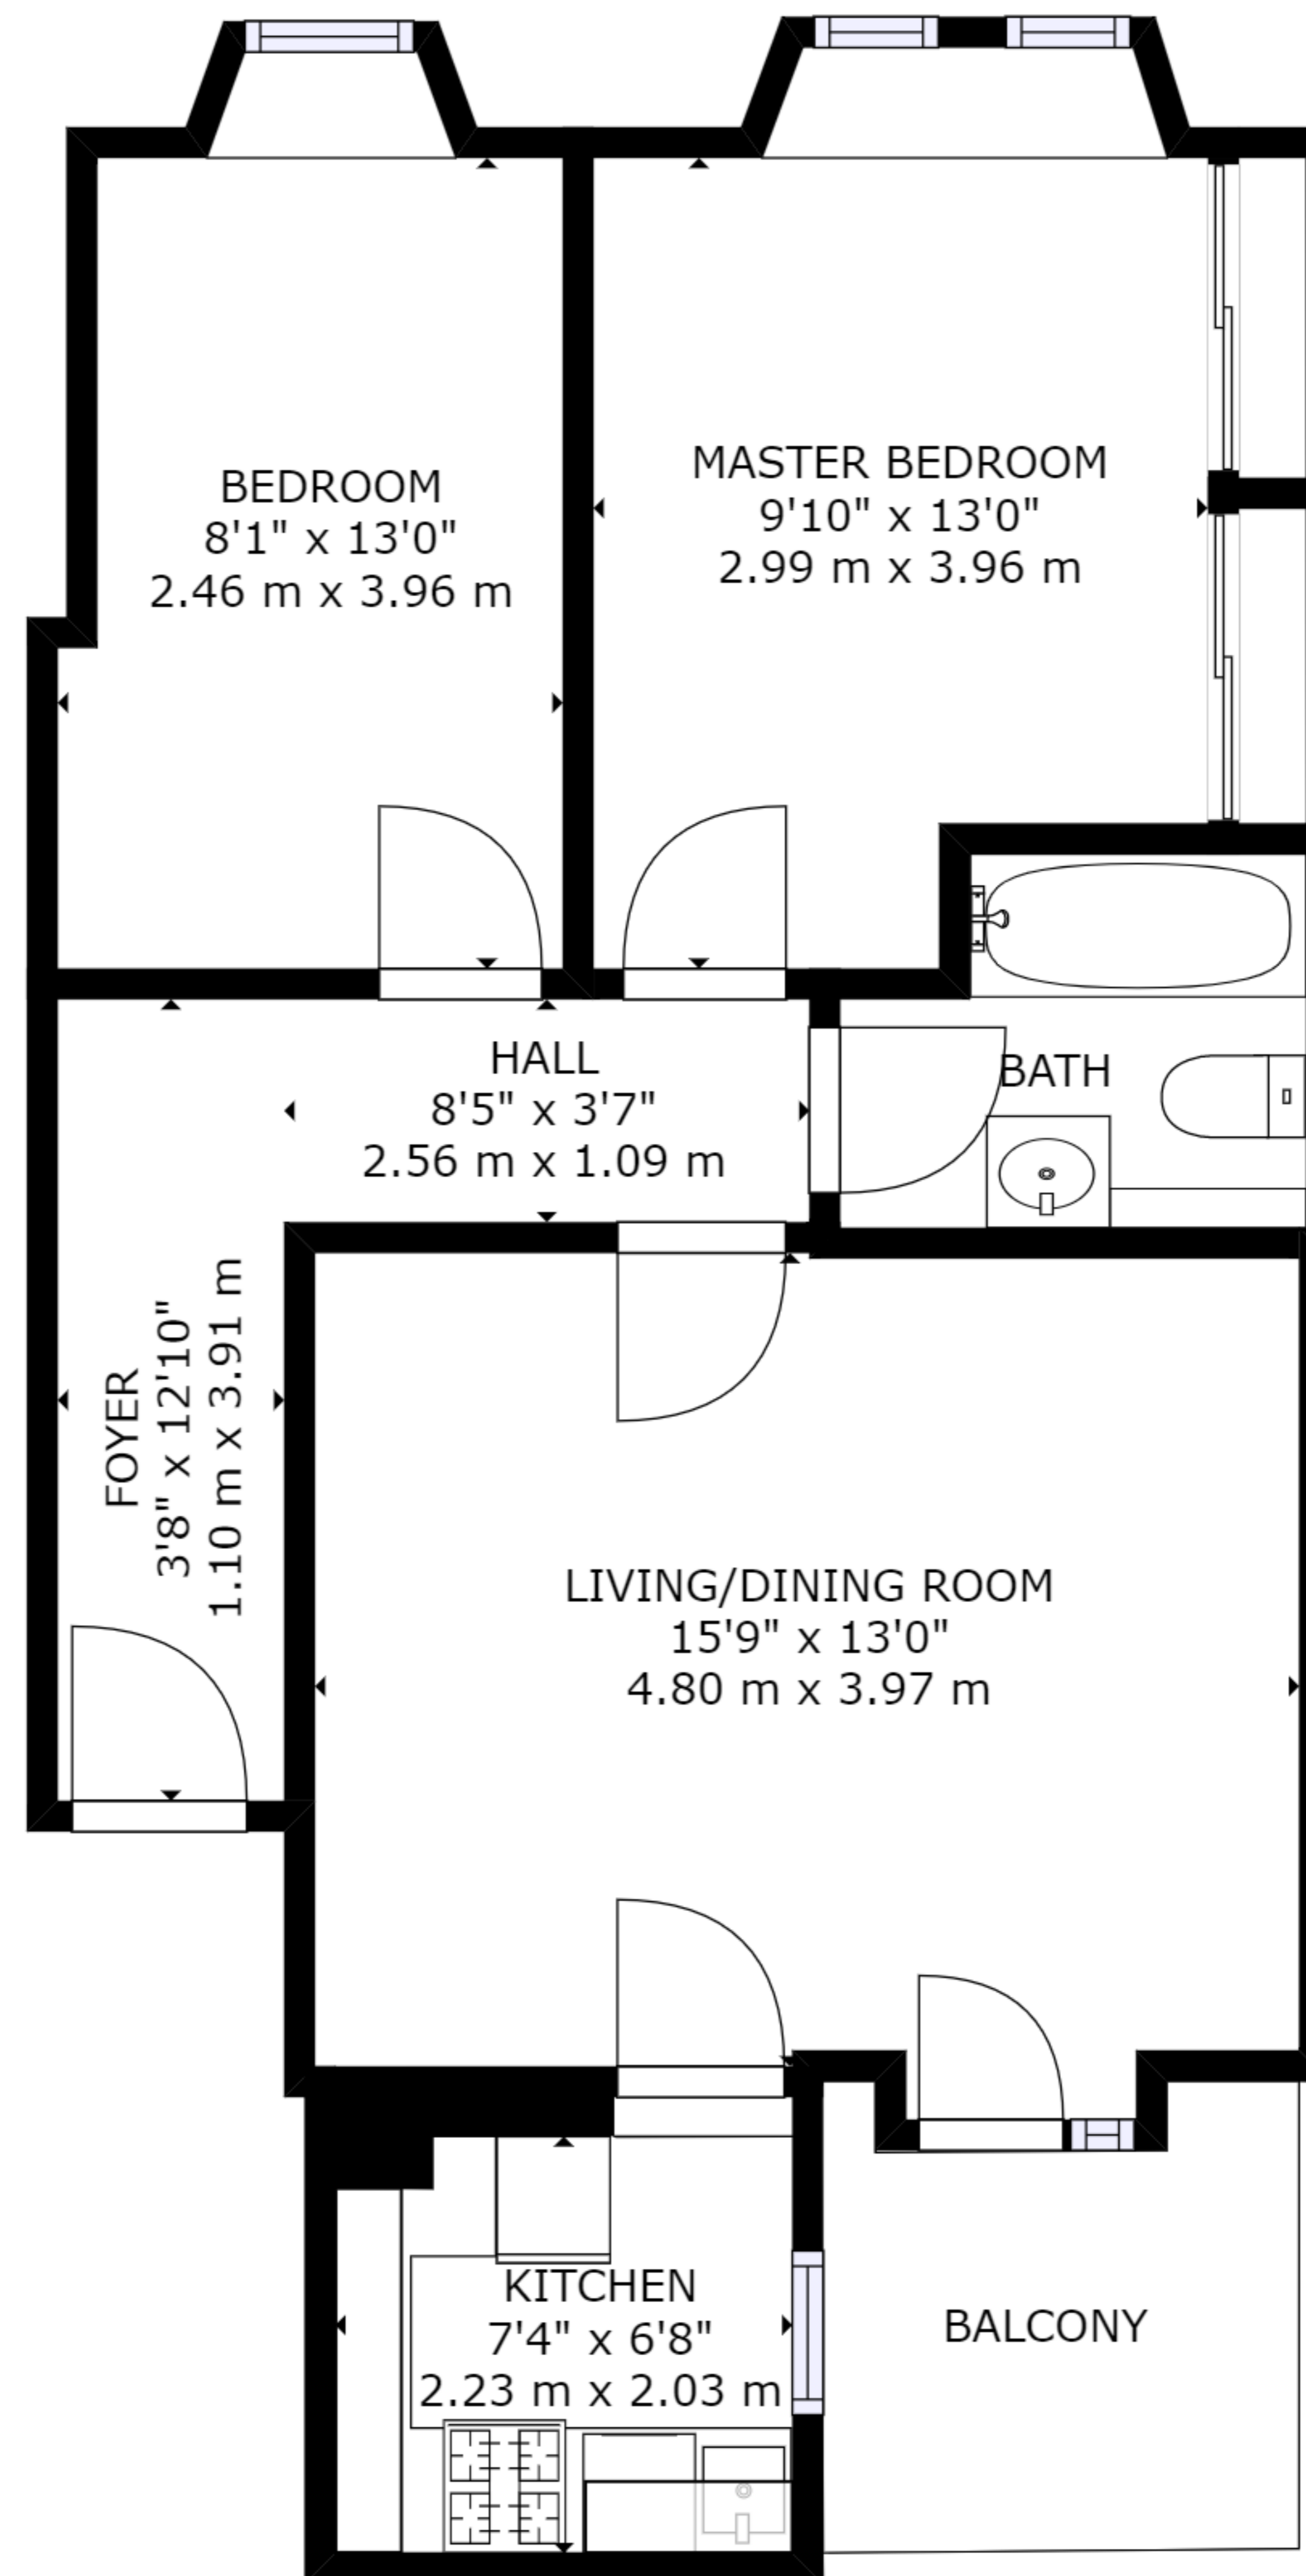 BEDROOM
8'1" x 13'0"
2.46 m x 3.96 m
MASTER BEDROOM
9'10" x 13'0"
2.99 m x 3.96 m
HALL
8'5" x 3'7"
2.56 m x 1.09 m
BATH
FOYER
3'8" x 12'10"
1.10 m x 3.91 m
LIVING/DINING ROOM
15'9" x 13'0"
4.80 m x 3.97 m
KITCHEN
7'4" x 6'8"
2.23 m x 2.03 m
BALCONY